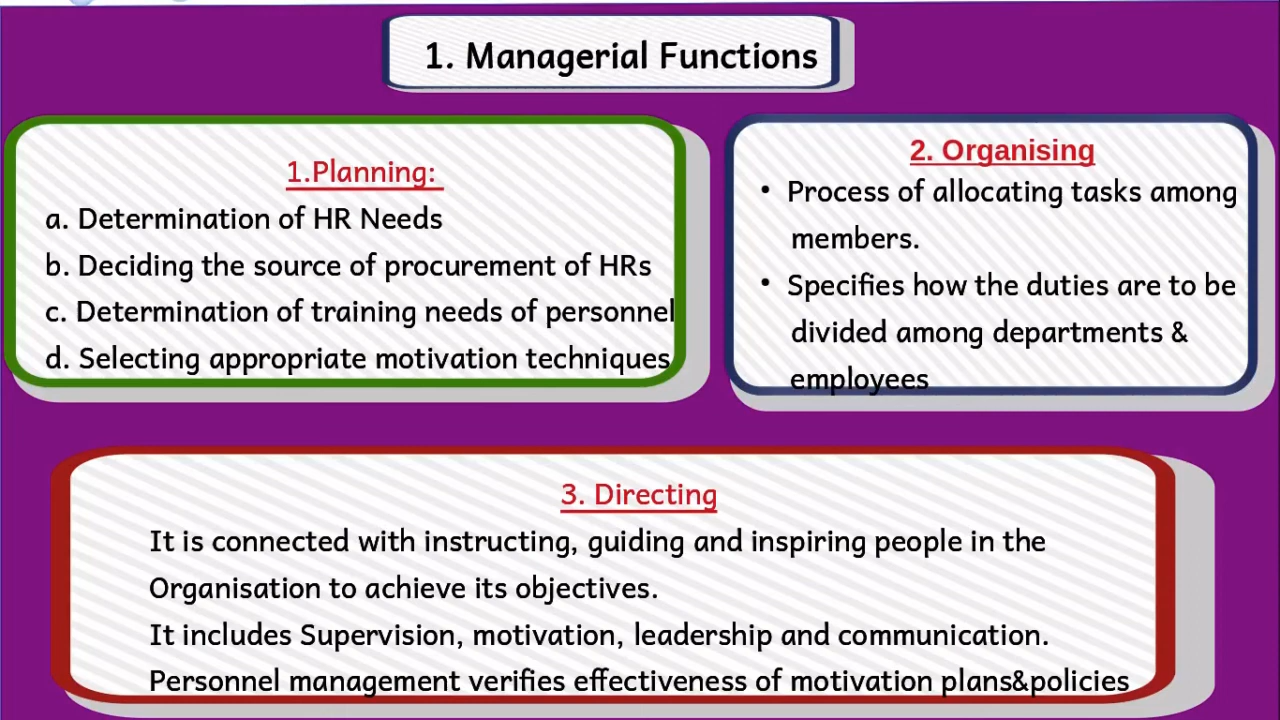 1. Managerial Functions
1.Planning:
a. Determination of HR Needs
b. Deciding the source of procurement of HRs
c. Determination of training needs of personnel
d. Selecting appropriate motivation techniques
2. Organising
• Process of allocating tasks among
members.
• Specifies how the duties are to be
divided among departments &
employees
3. Directing
It is connected with instructing, guiding and inspiring people in the
Organisation to achieve its objectives.
It includes Supervision, motivation, leadership and communication.
Personnel management verifies effectiveness of motivation plans&policies